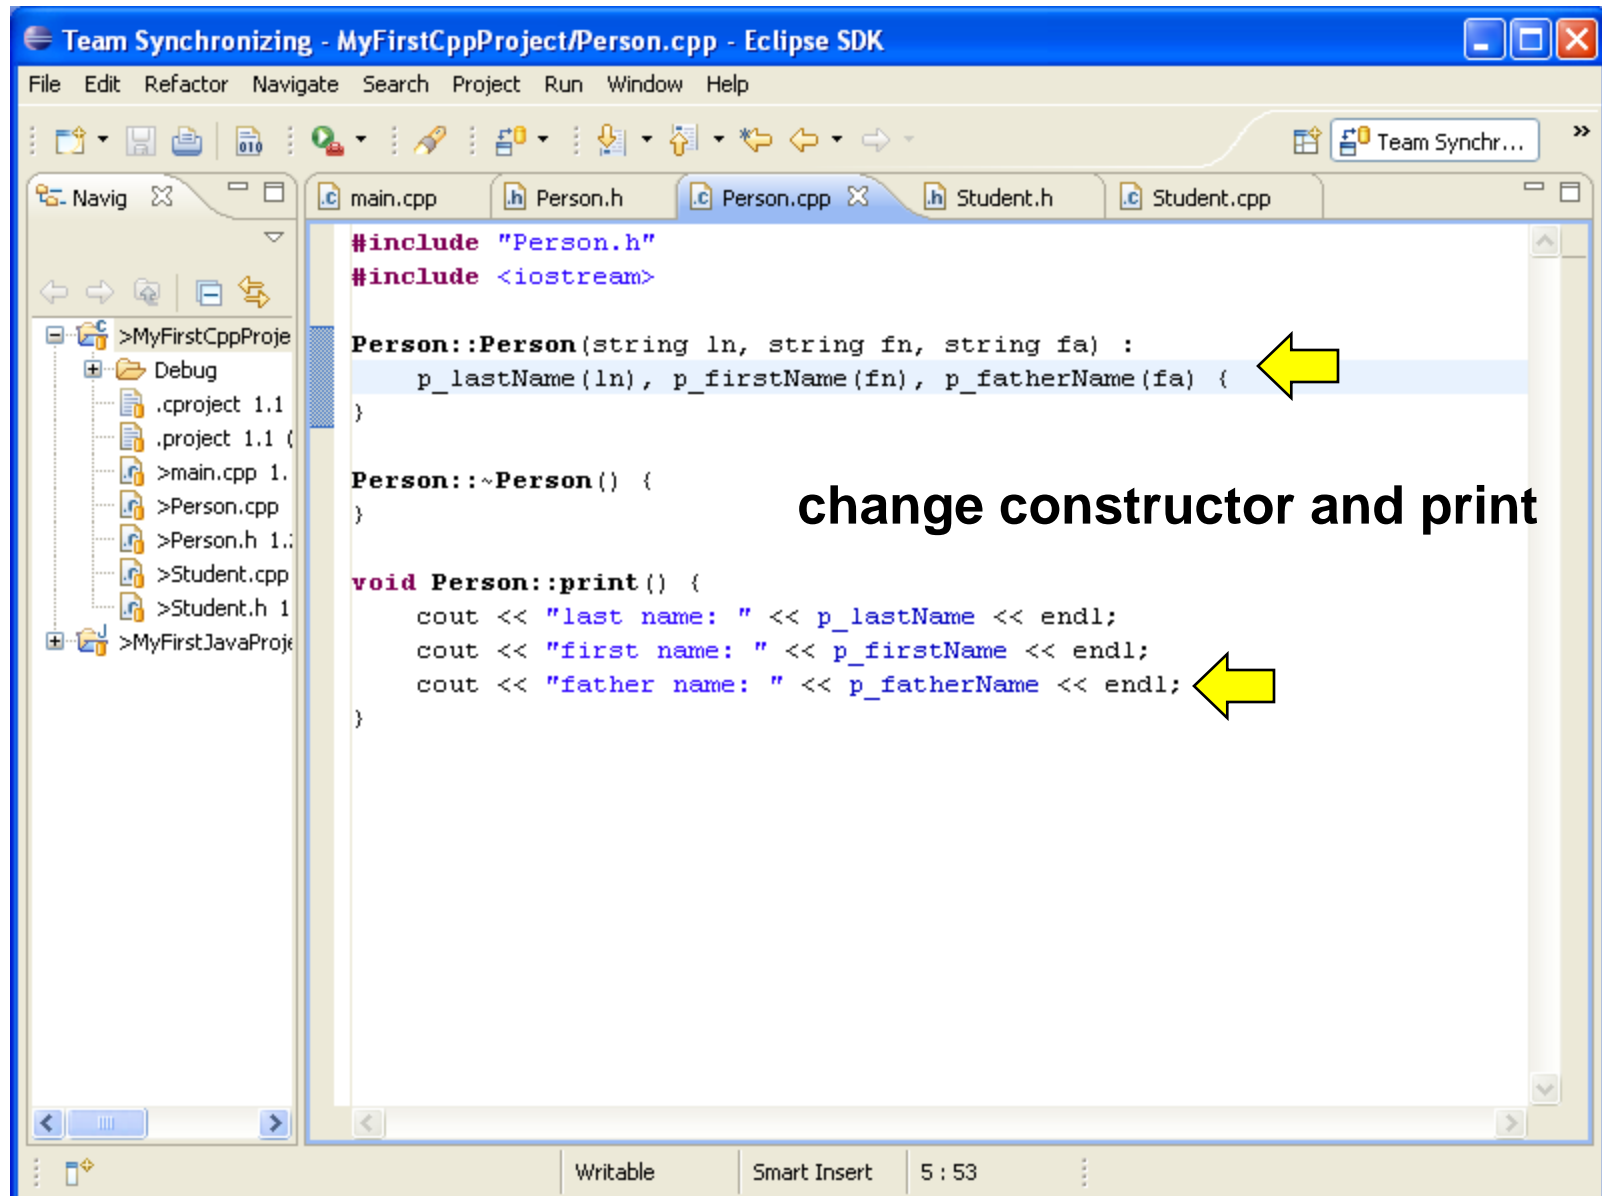 Team Synchronizing - MyFirstCppProject/Person.cpp - Eclipse SDK
File Edit Refactor Navigate Search Project Run Window Help
010
Team Synchr... »
Navig
main.cpp
Person.h
Person.cpp
Student.h
Student.cpp
>MyFirstCppProje
Debug
.cproject 1.1
.project 1.1 (
>main.cpp 1.
>Person.cpp
>Person.h 1.
>Student.cpp
>Student.h 1
>MyFirstJavaProje
#include "Person.h"
#include <iostream>
Person::Person(string ln, string fn, string fa) :
p_lastName(ln), p_firstName(fn), p_fatherName(fa) {
}
Person::~Person() {
}
change constructor and print
void Person::print() {
cout << "last name: " << p_lastName << endl;
cout << "first name: " << p_firstName << endl;
cout << "father name: " << p_fatherName << endl;
}
Writable
Smart Insert
5 : 53